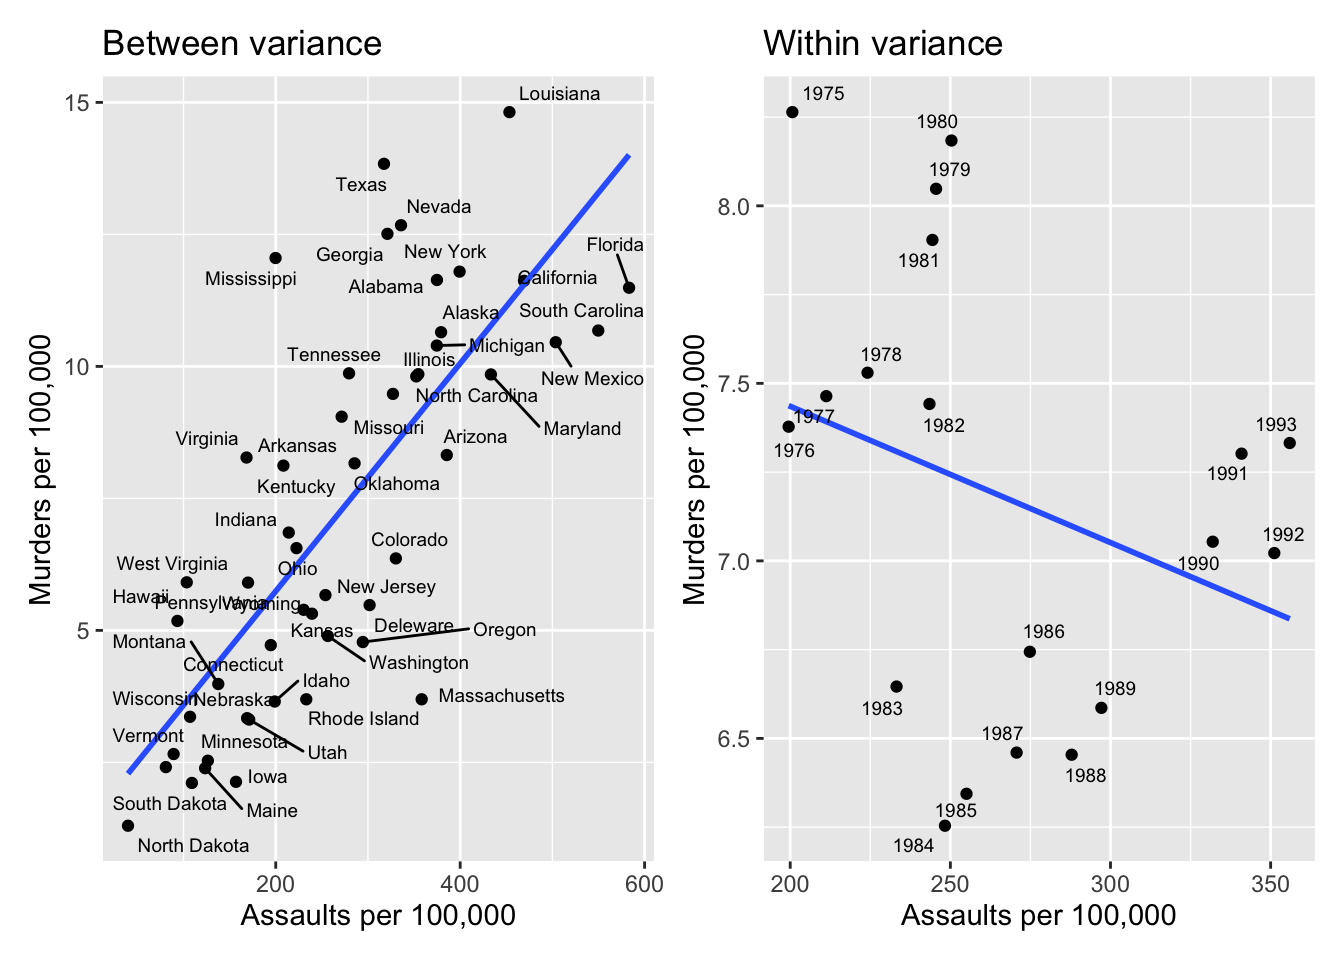 Between variance
Within variance
Murders per 100,000
15
10
5
Louisiana
Texas
Nevada
Georgia
New York
Florida
Mississippi
Alabama
California
South Carolina
Alaska
Michigan
Tennessee
Illinois
New Mexico
North Carolina
Missouri
Maryland
Virginia
Arkansas
Arizona
Kentucky
Oklahoma
Indiana
Colorado
West Virginia
Ohio
New Jersey
Hawaii
Pennsylvania
Wyoming
Kansas
Deleware
Oregon
Montana
Washington
Connecticut
Idaho
Wisconsin
Nebraska
Massachusetts
Rhode Island
Vermont
Minnesota
Utah
Iowa
South Dakota
Maine
North Dakota
200
400
600
Assaults per 100,000
Murders per 100,000
8.0
7.5
7.0
6.5
1975
1980
1979
1981
1978
1977
1982
1976
1993
1991
1992
1990
1986
1989
1983
1987
1988
1985
1984
200
250
300
350
Assaults per 100,000